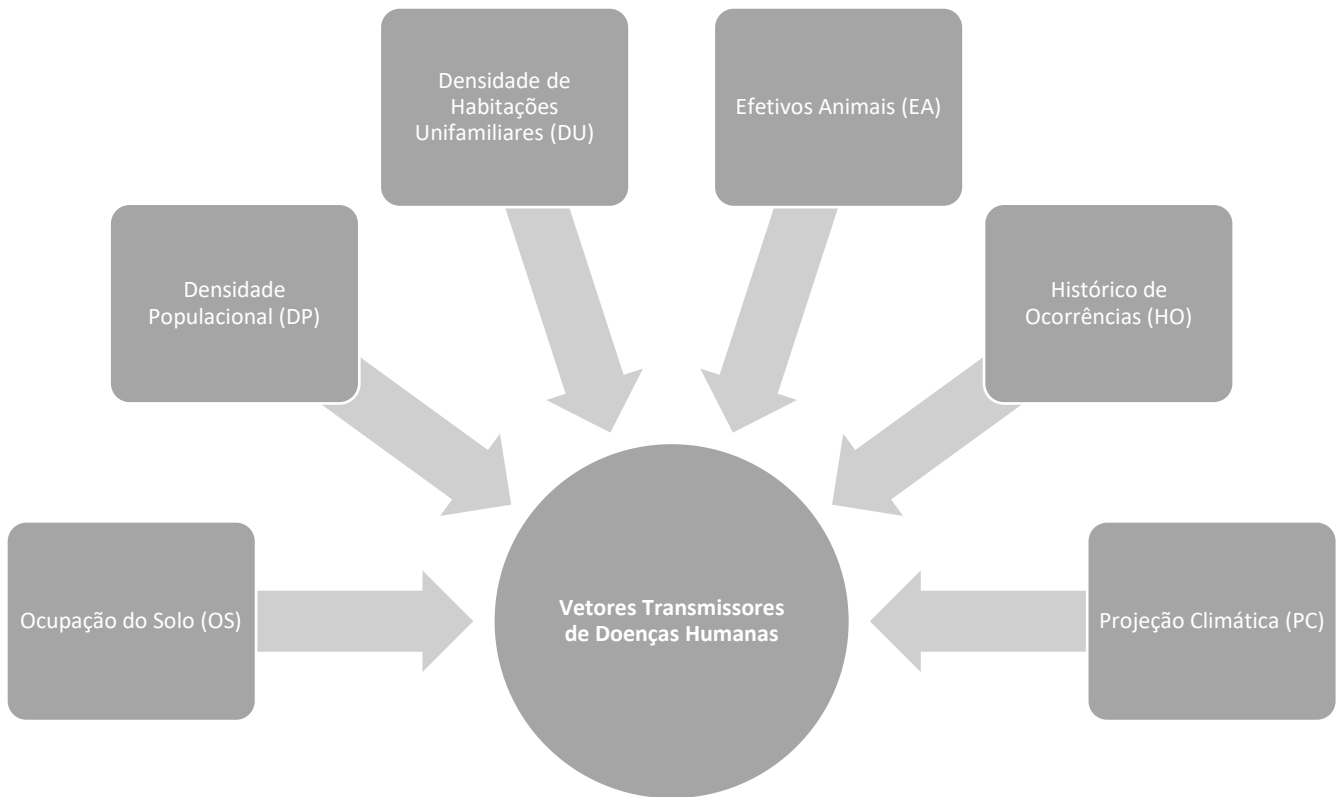 Densidade de
Habitações
Unifamiliares (DU)
Efetivos Animais (EA)
Densidade
Populacional (DP)
Histórico de
Ocorrências (HO)
Ocupação do Solo (OS)
Vetores Transmissores
de Doenças Humanas
Projeção Climática (PC)